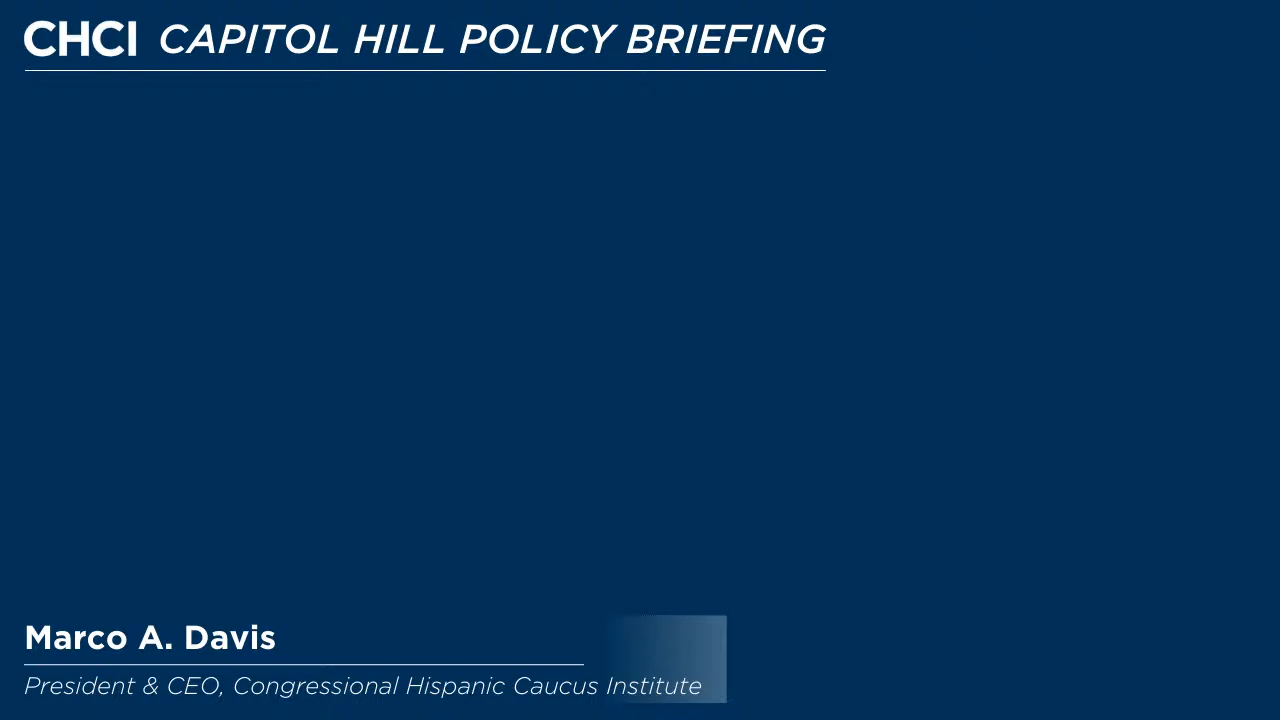 CHCI CAPITOL HILL POLICY BRIEFING
Marco A. Davis
President & CEO, Congressional Hispanic Caucus Institute